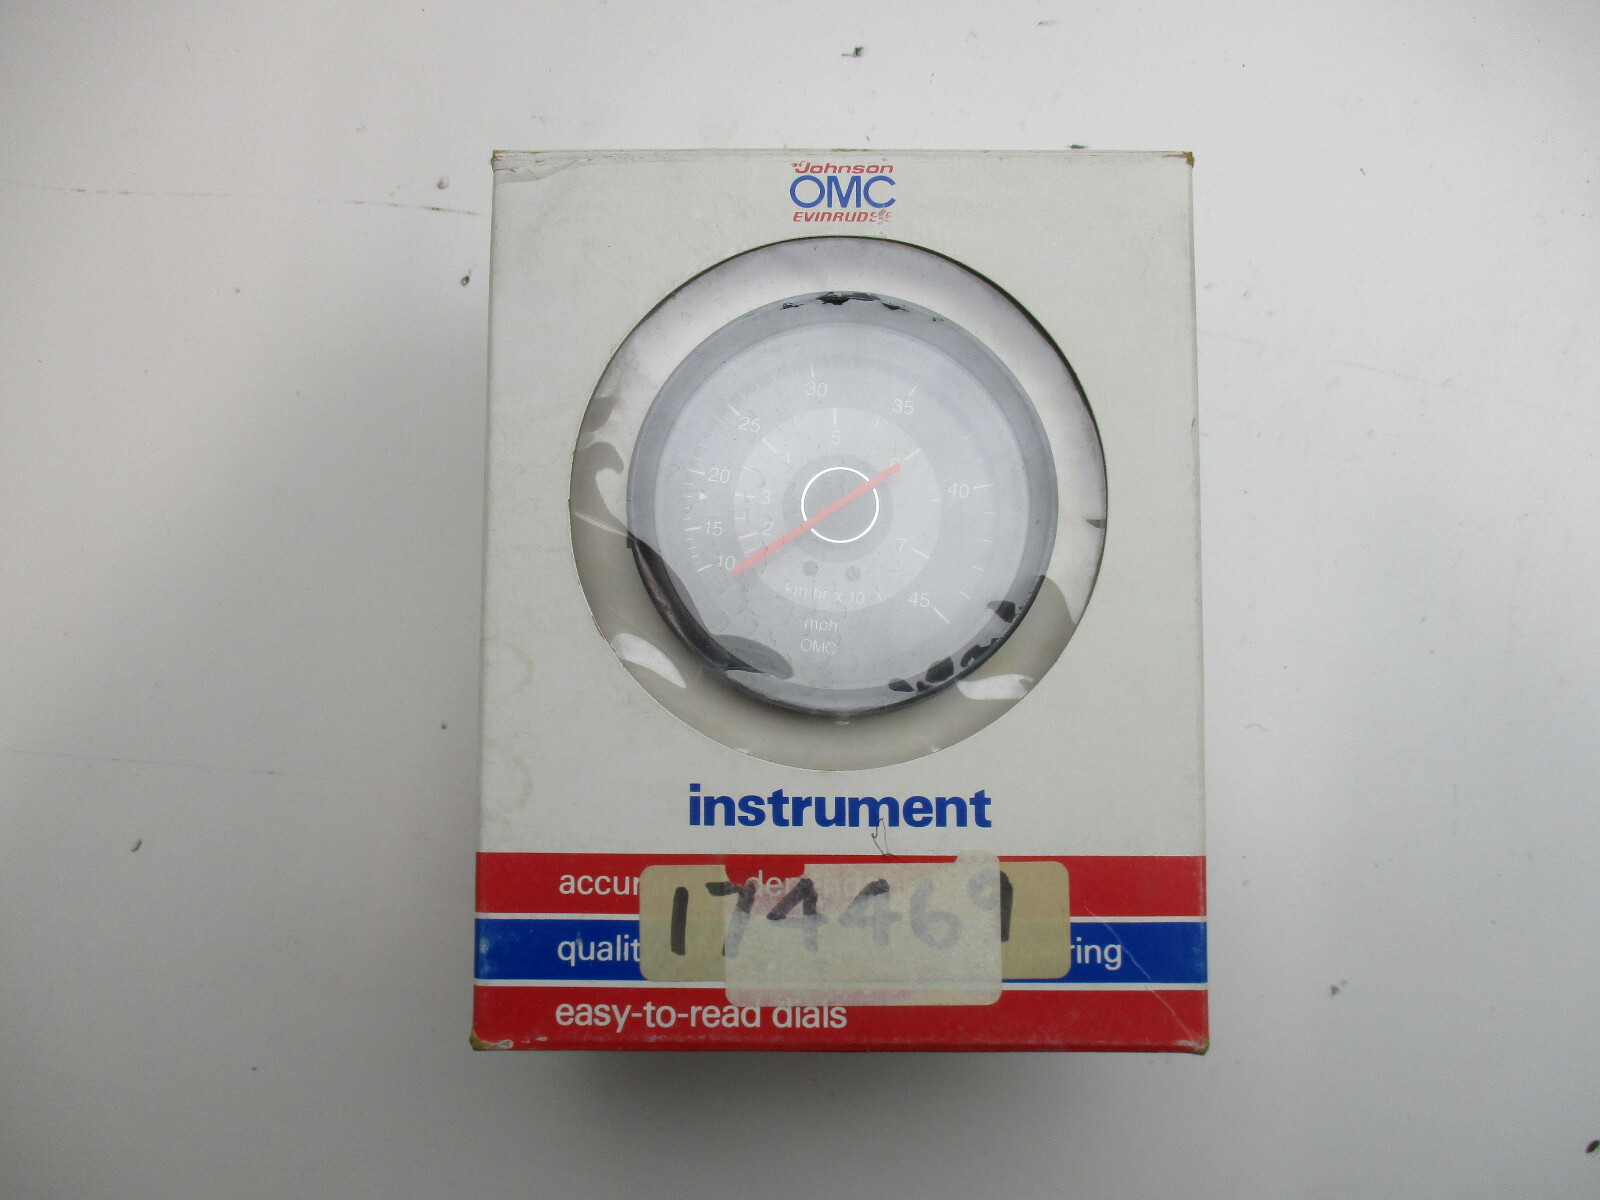 Johnson
OMC
EVINRUDE
30
35
25
5
4
6
20
40
3
15
2
7
10
km/hr x 10
45
mph
OMC
instrument
174469
qualit ring
easy-to-read dials